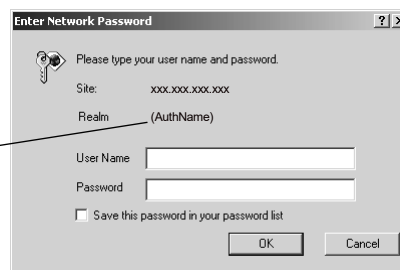 Enter Network Password
Please type your user name and password.
Site: xxx.xxx.xxx.xxx
Realm (AuthName)
User Name
Password
Save this password in your password list
OK Cancel